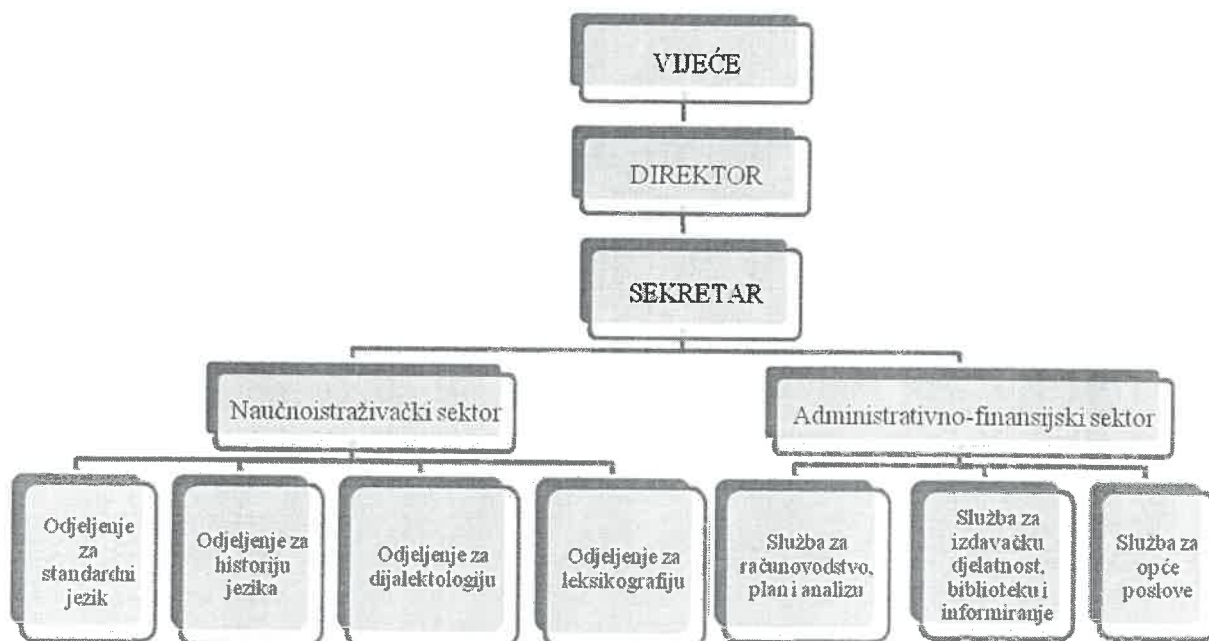 VIJEĆE
DIREKTOR
SEKRETAR
Naučnoistraživački sektor
Administrativno-finansijski sektor
Odjeljenje
za
standardni
jezik
Odjeljenje za
historiju
jezika
Odjeljenje za
dijalektologiju
Odjeljenje za
leksikografiju
Služba za
računovodstvo,
plan i analizu
Služba za
izdavačku
djelatnost,
biblioteku i
informiranje
Služba za
opće
poslove